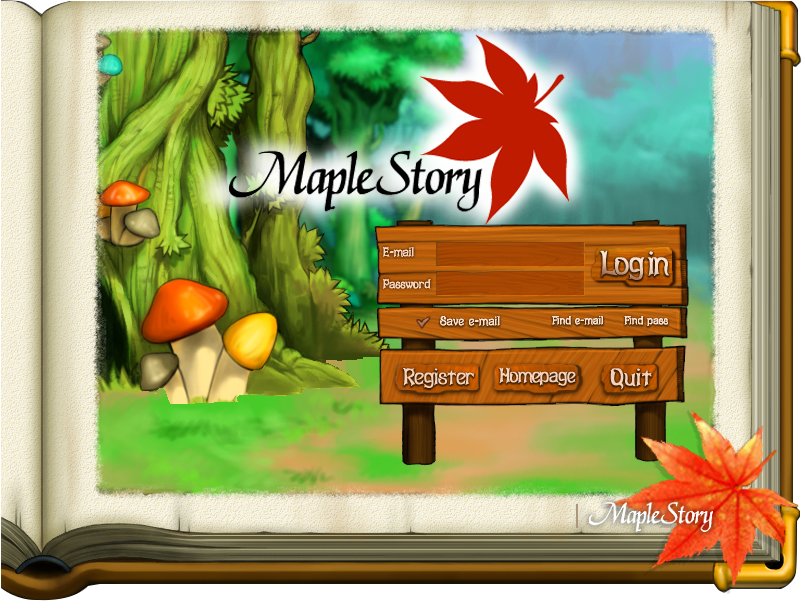 MapleStory
E-mail
Login
Password
Save e-mail
Find e-mail
Find pass
Register
Homepage
Quit
MapleStory